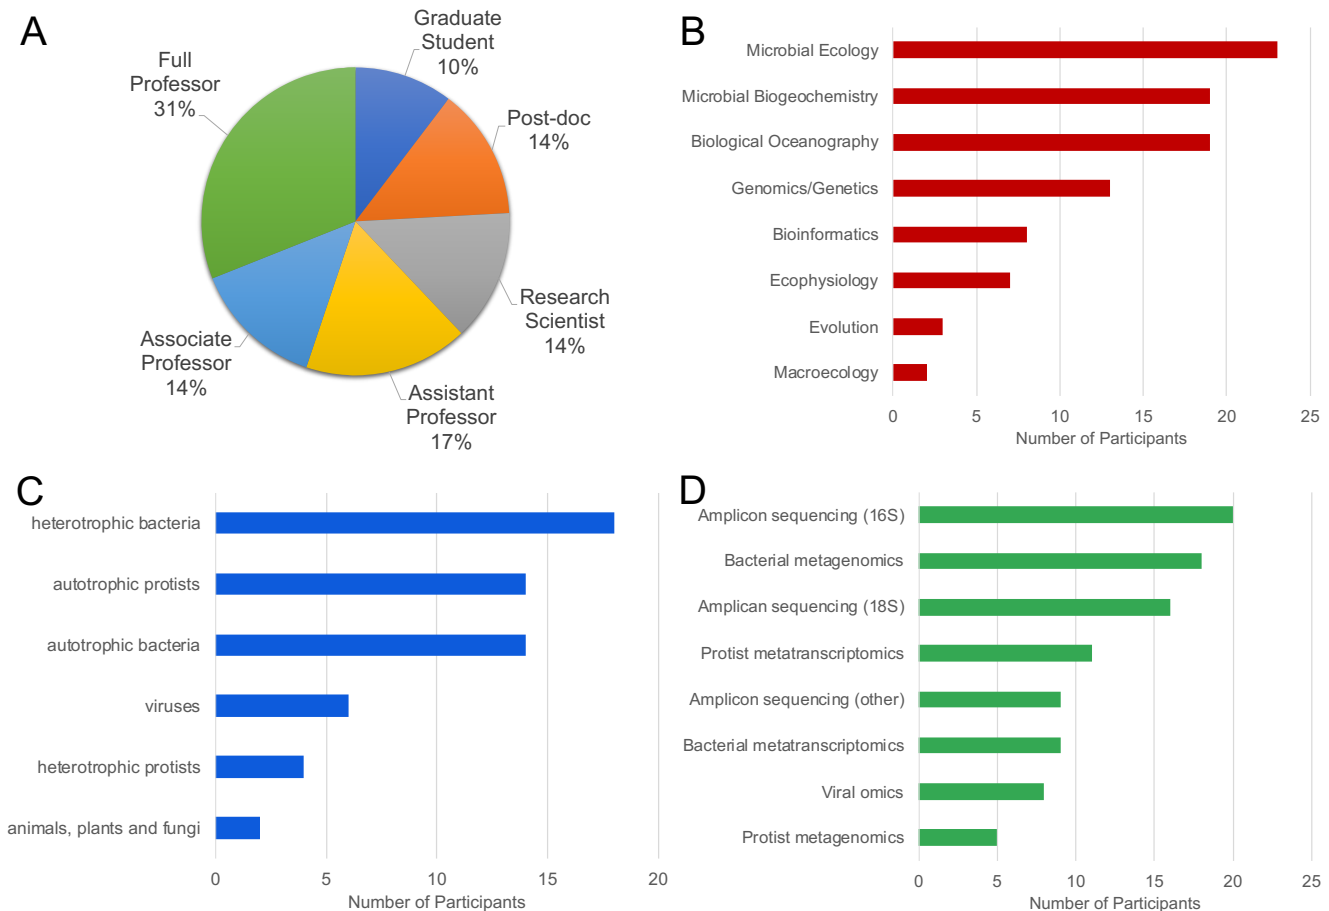 A
Graduate
Student
10%
Post-doc
14%
Research
Scientist
14%
Assistant
Professor
17%
Associate
Professor
14%
Full
Professor
31%
B
Microbial Ecology
Microbial Biogeochemistry
Biological Oceanography
Genomics/Genetics
Bioinformatics
Ecophysiology
Evolution
Macroecology
0 5 10 15 20 25
Number of Participants
C
heterotrophic bacteria
autotrophic protists
autotrophic bacteria
viruses
heterotrophic protists
animals, plants and fungi
0 5 10 15 20
Number of Participants
D
Amplicon sequencing (16S)
Bacterial metagenomics
Amplican sequencing (18S)
Protist metatranscriptomics
Amplicon sequencing (other)
Bacterial metatranscriptomics
Viral omics
Protist metagenomics
0 5 10 15 20 25
Number of Participants